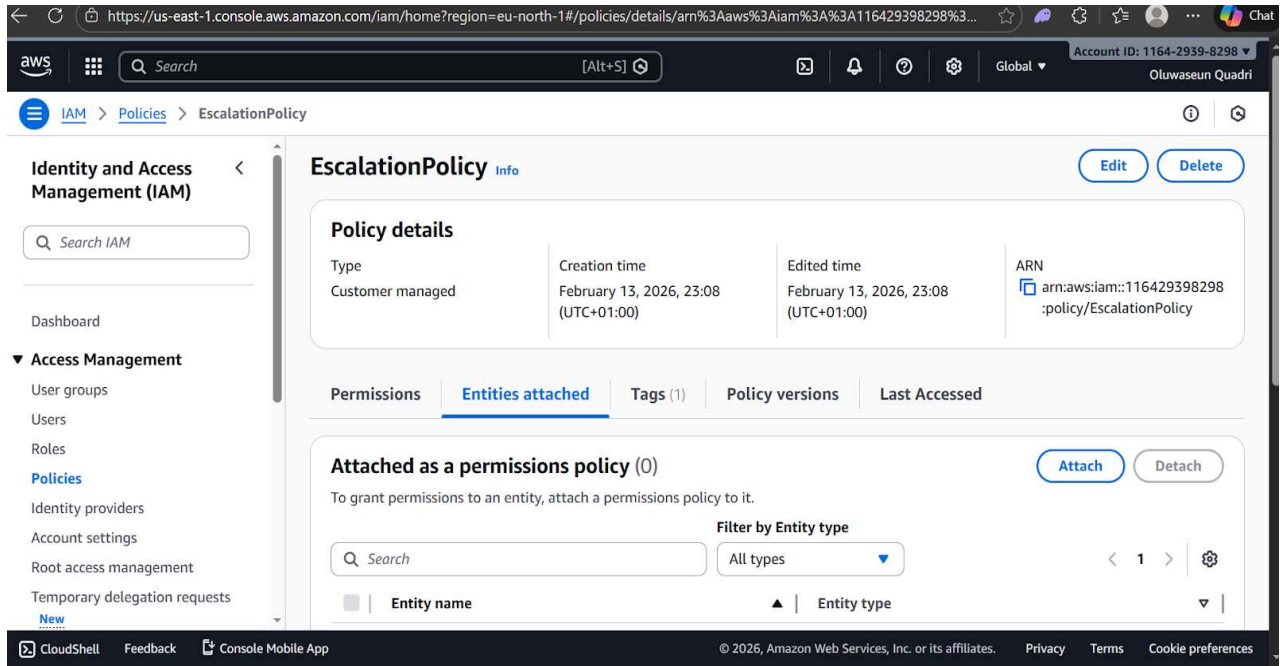 https://us-east-1.console.aws.amazon.com/iam/home?region=eu-north-1#/policies/details/arn%3Aaws%3Aiam%3A%3A116429398298%3...
Chat
aws
Search
[Alt+S]
Global
Account ID: 1164-2939-8298
Oluwaseun Quadri
IAM > Policies > EscalationPolicy
Identity and Access
Management (IAM)
Search IAM
Dashboard
Access Management
User groups
Users
Roles
Policies
Identity providers
Account settings
Root access management
Temporary delegation requests
New
EscalationPolicy Info
Edit
Delete
Policy details
Type
Customer managed
Creation time
February 13, 2026, 23:08
(UTC+01:00)
Edited time
February 13, 2026, 23:08
(UTC+01:00)
ARN
arn:aws:iam::116429398298
:policy/EscalationPolicy
Permissions
Entities attached
Tags (1)
Policy versions
Last Accessed
Attached as a permissions policy (0)
Attach
Detach
To grant permissions to an entity, attach a permissions policy to it.
Filter by Entity type
Search
All types
1
Entity name
Entity type
CloudShell
Feedback
Console Mobile App
© 2026, Amazon Web Services, Inc. or its affiliates.
Privacy
Terms
Cookie preferences